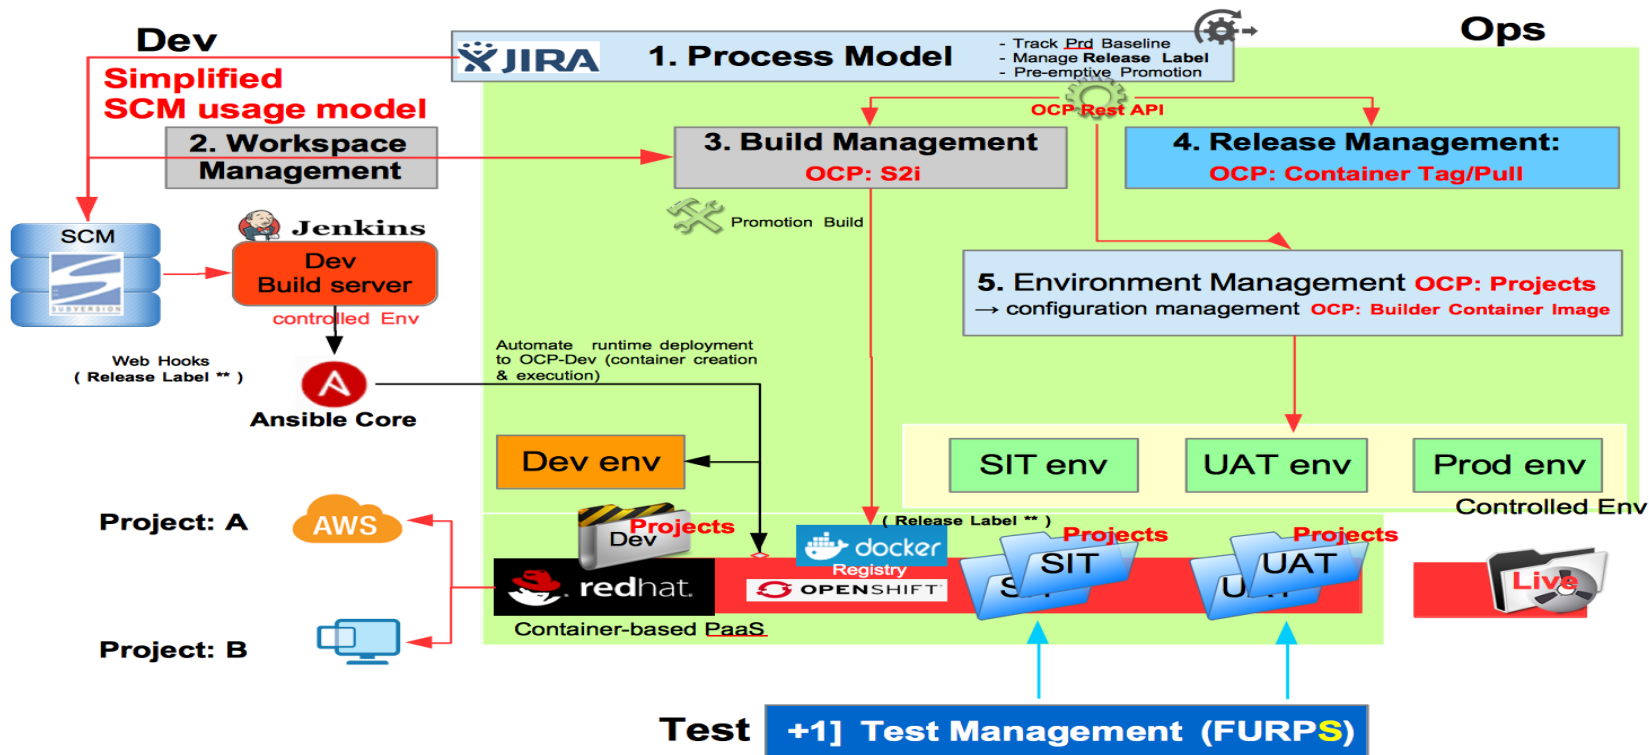 Dev
Ops
JIRA
1. Process Model
- Track Prd Baseline
- Manage Release Label
- Pre-emptive Promotion
Simplified
SCM usage model
OCP Rest API
2. Workspace
Management
3. Build Management
OCP: S2i
4. Release Management:
OCP: Container Tag/Pull
Promotion Build
SCM
SUBVERSION
Jenkins
Dev
Build server
controlled Env
5. Environment Management OCP: Projects
→ configuration management OCP: Builder Container Image
Web Hooks
( Release Label ** )
A
Ansible Core
Automate runtime deployment
to OCP-Dev (container creation
& execution)
Dev env
SIT env
UAT env
Prod env
Controlled Env
Project: A
AWS
Project: B
Projects
Dev
redhat.
Container-based PaaS
( Release Label ** )
docker
Registry
OPENSHIFT
Projects
SIT
SIT
Projects
UAT
UAT
Live
Test
+1] Test Management (FURPS)